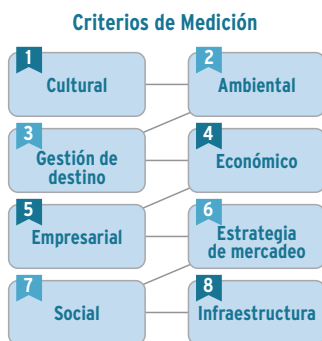 Criterios de Medición
1
Cultural
2
Ambiental
3
Gestión de
destino
4
Económico
5
Empresarial
6
Estrategia
de mercadeo
7
Social
8
Infraestructura